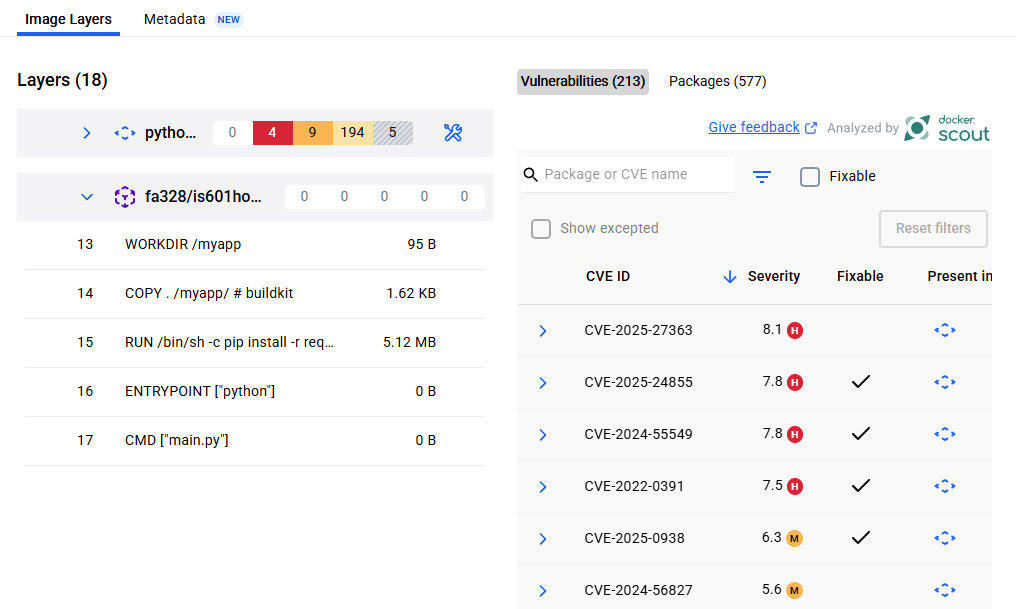 Image Layers
Metadata NEW
Layers (18)
pytho... 0 4 9 194 5
fa328/is601ho... 0 0 0 0 0
13 WORKDIR /myapp 95 B
14 COPY . /myapp/ # buildkit 1.62 KB
15 RUN /bin/sh -c pip install -r req... 5.12 MB
16 ENTRYPOINT ["python"] 0 B
17 CMD ["main.py"] 0 B
Vulnerabilities (213)
Packages (577)
Give feedback Analyzed by docker scout
Package or CVE name
Fixable
Show excepted
Reset filters
CVE ID Severity Fixable Present in
CVE-2025-27363 8.1 H
CVE-2025-24855 7.8 H
CVE-2024-55549 7.8 H
CVE-2022-0391 7.5 H
CVE-2025-0938 6.3 M
CVE-2024-56827 5.6 M